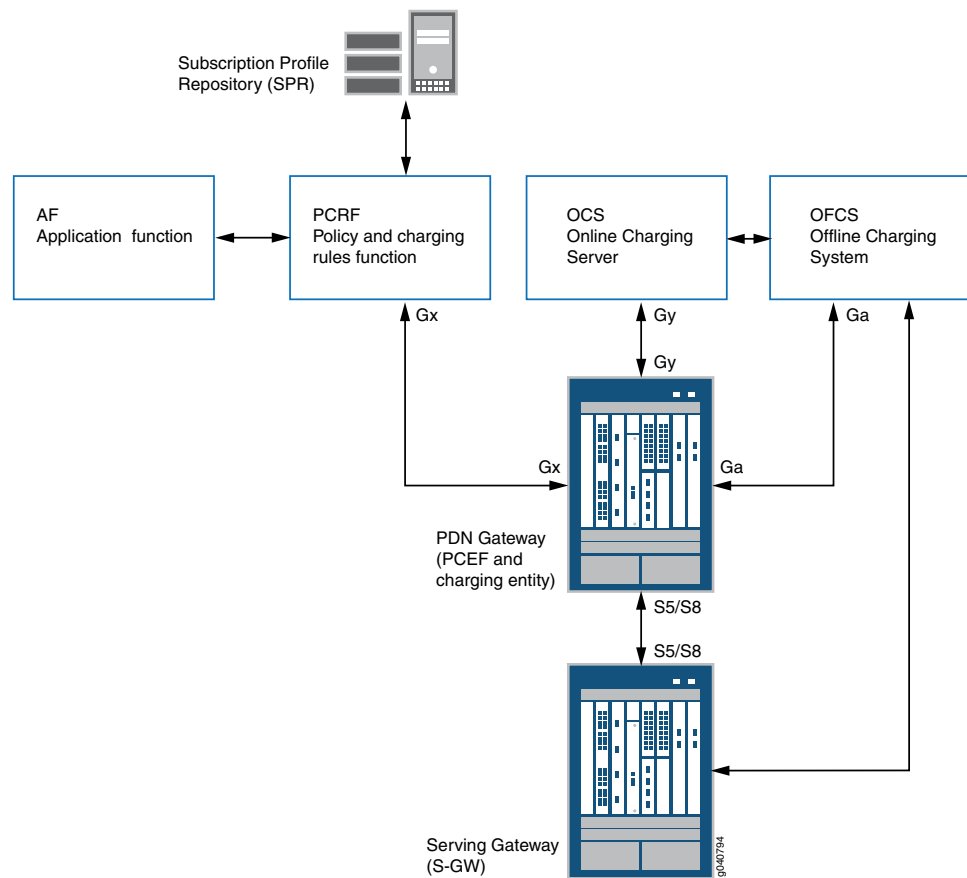 Subscription Profile
Repository (SPR)
AF
Application function
PCRF
Policy and charging
rules function
OCS
Online Charging
Server
OFCS
Offline Charging
System
Gx
Gy
Ga
Gy
Gx
Ga
PDN Gateway
(PCEF and
charging entity)
S5/S8
S5/S8
Serving Gateway
(S-GW)
g040794